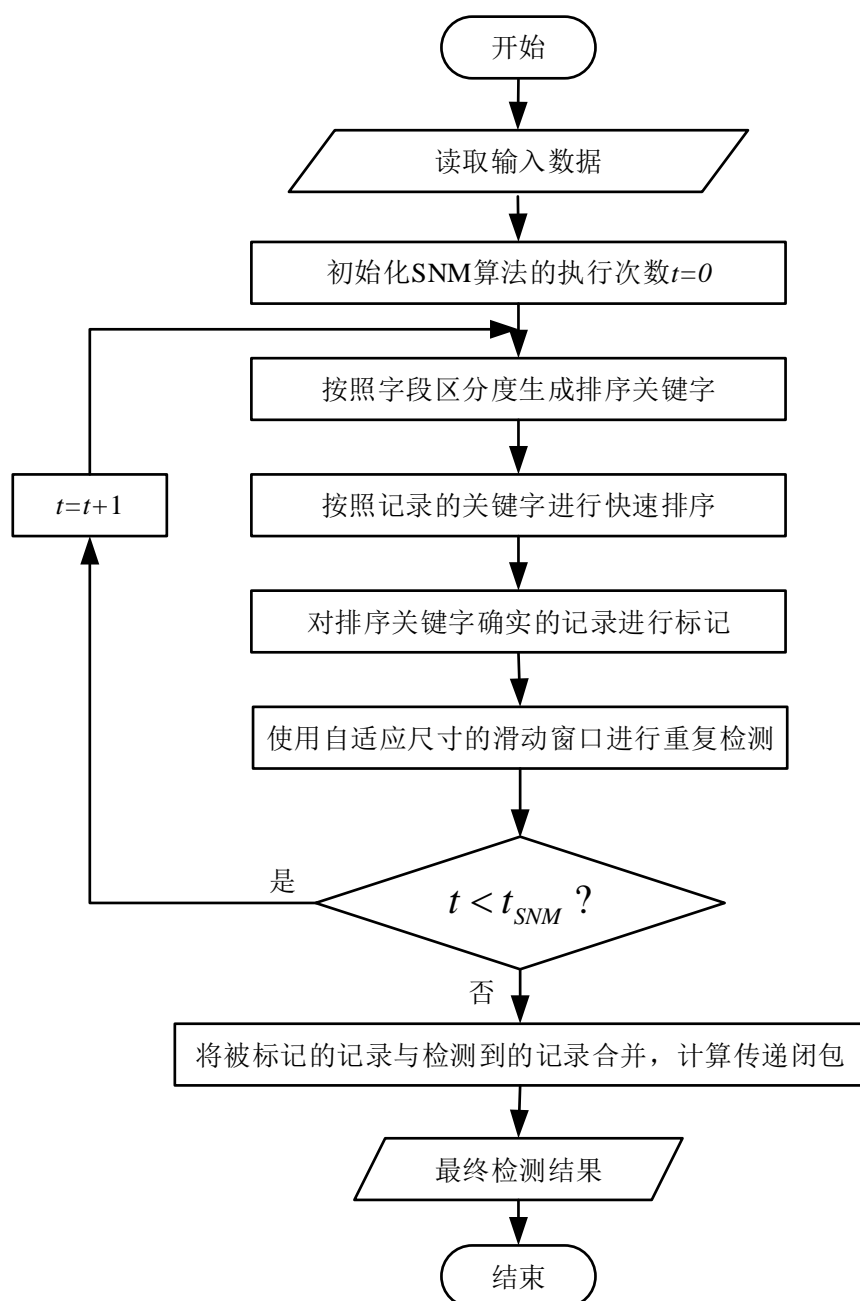 开始
读取输入数据
初始化SNM算法的执行次数t=0
按照字段区分度生成排序关键字
按照记录的关键字进行快速排序
t=t+1
对排序关键字确实的记录进行标记
使用自适应尺寸的滑动窗口进行重复检测
是
t < t_SNM ?
否
将被标记的记录与检测到的记录合并，计算传递闭包
最终检测结果
结束